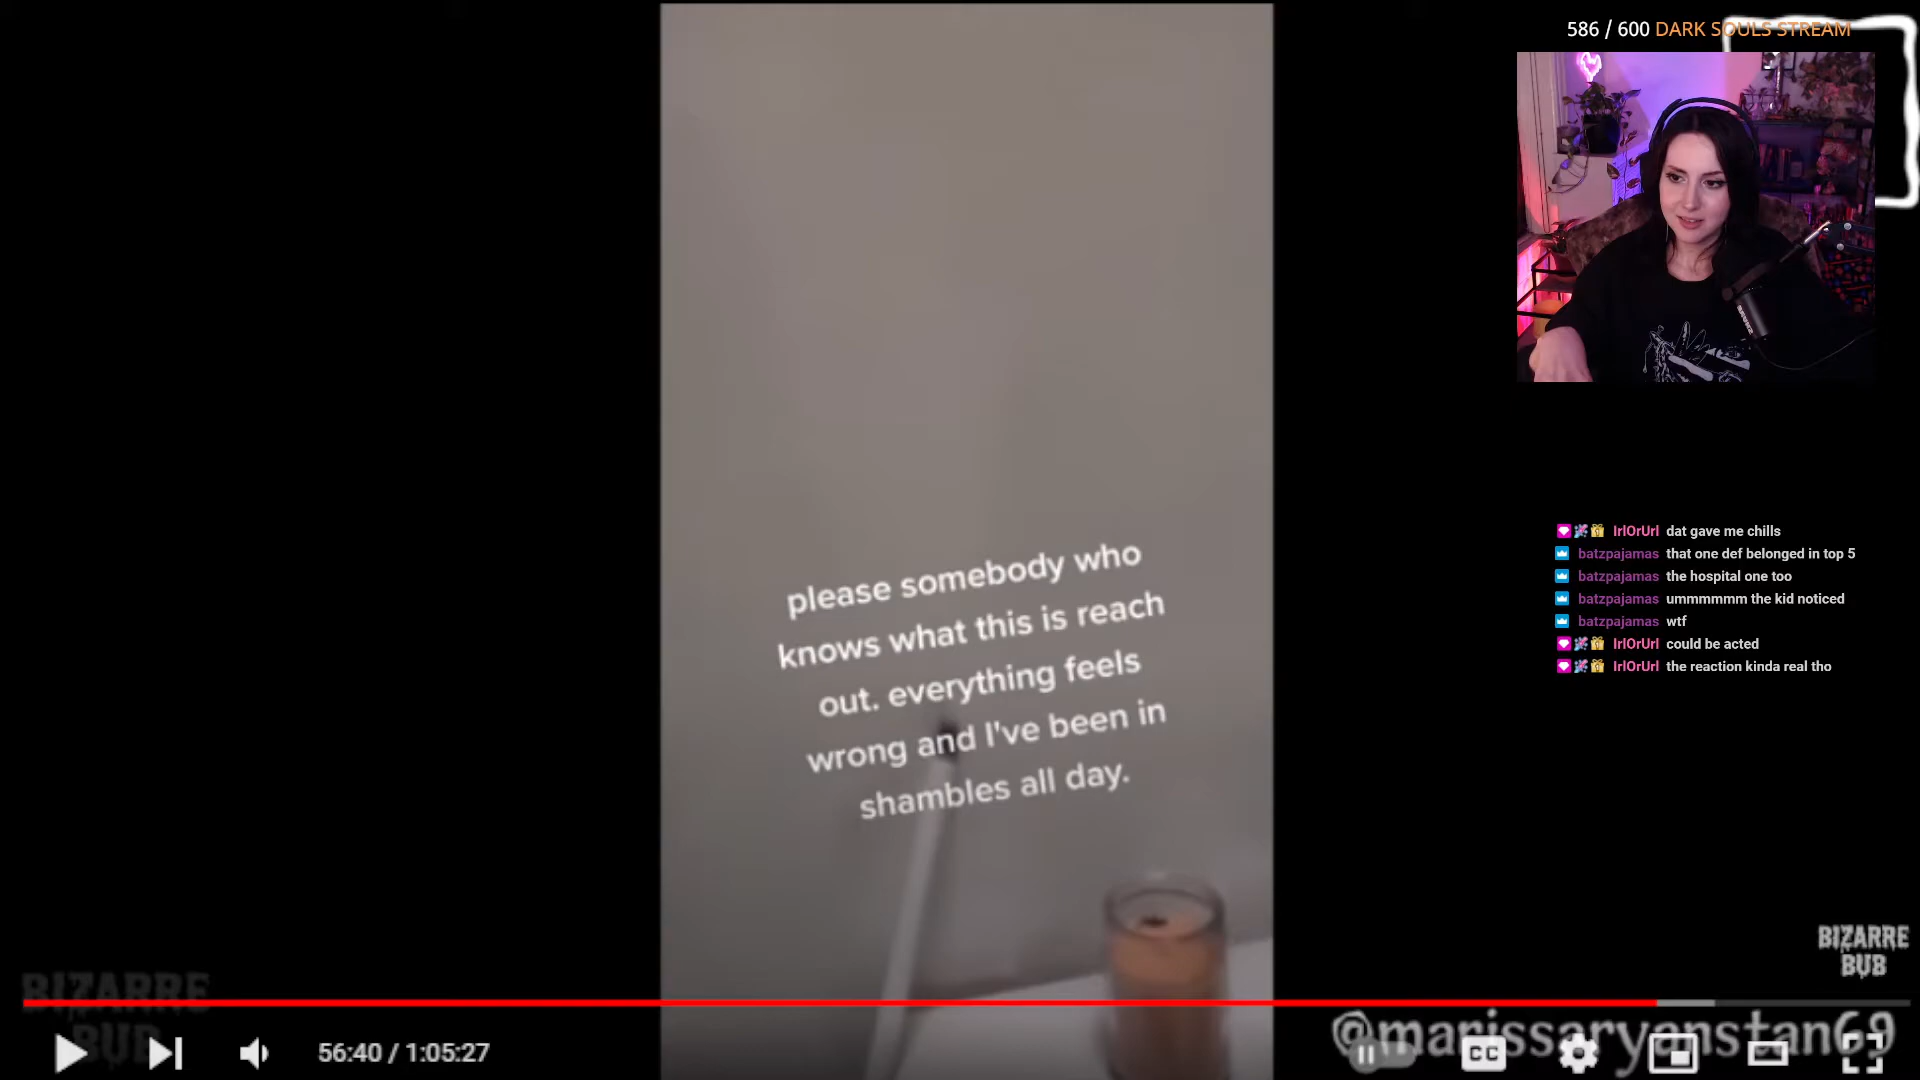 586 / 600 DARK SOULS STREAM
please somebody who
knows what this is reach
out. everything feels
wrong and I've been in
shambles all day.
IrlOrUrl dat gave me chills
batzpajamas that one def belonged in top 5
batzpajamas the hospital one too
batzpajamas ummmmmm the kid noticed
batzpajamas wtf
IrlOrUrl could be acted
IrlOrUrl the reaction kinda real tho
BIZARRE
BUB
BIZARRE
BUB
@marissaryanstan69
56:40 / 1:05:27
CC